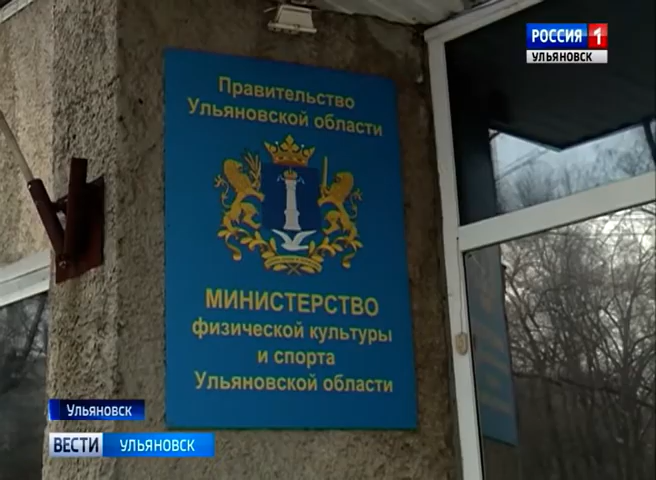 РОССИЯ 1
УЛЬЯНОВСК
Правительство
Ульяновской области
МИНИСТЕРСТВО
физической культуры
и спорта
Ульяновской области
УЛЬЯНОВСК
ВЕСТИ УЛЬЯНОВСК